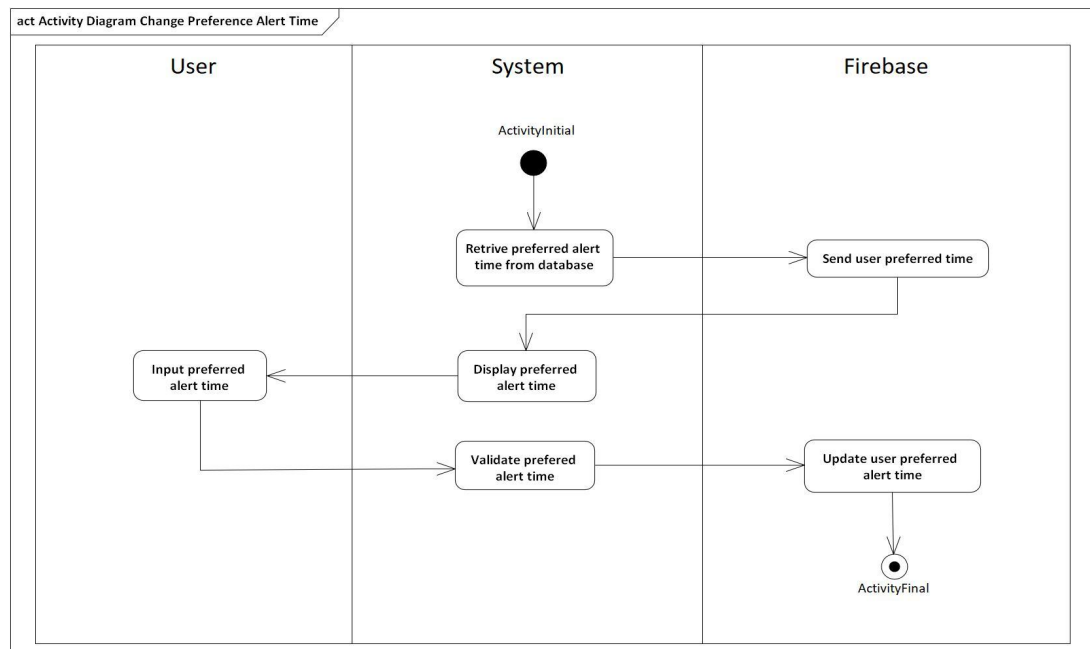 act Activity Diagram Change Preference Alert Time
User
System
Firebase
ActivityInitial
Retrive preferred alert
time from database
Send user preferred time
Input preferred
alert time
Display preferred
alert time
Validate prefered
alert time
Update user preferred
alert time
ActivityFinal